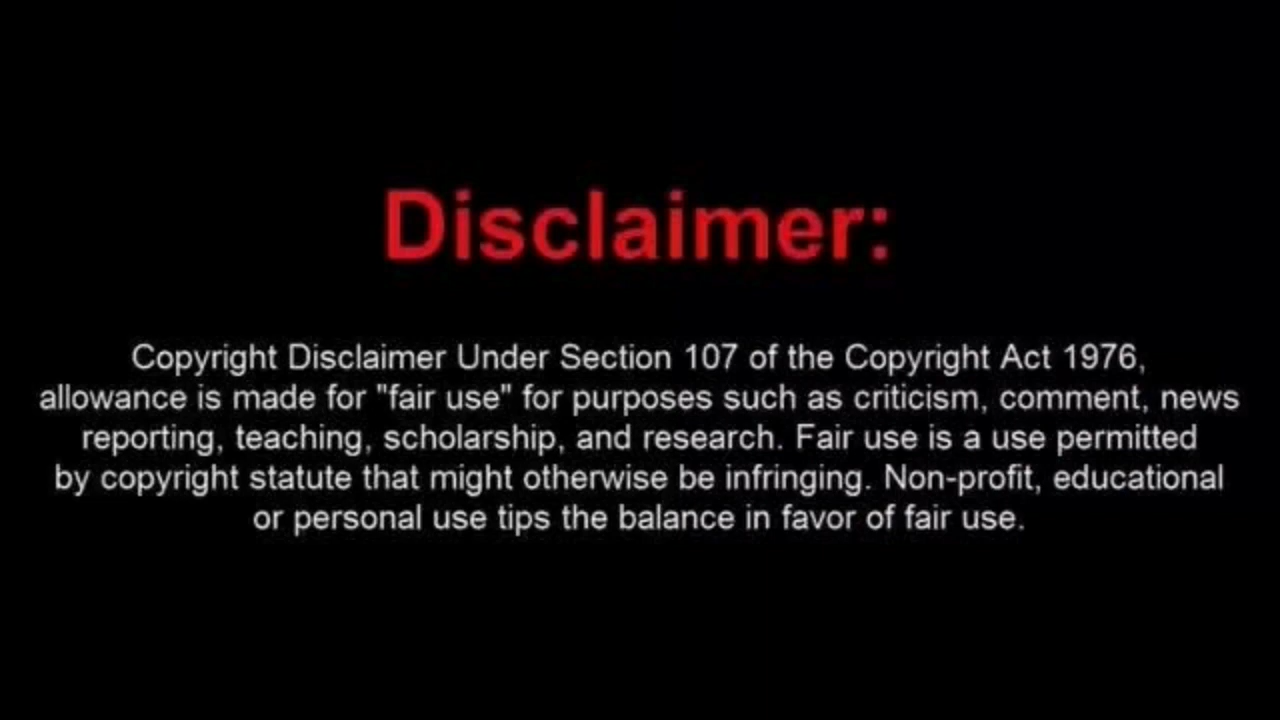 Disclaimer:
Copyright Disclaimer Under Section 107 of the Copyright Act 1976,
allowance is made for "fair use" for purposes such as criticism, comment, news
reporting, teaching, scholarship, and research. Fair use is a use permitted
by copyright statute that might otherwise be infringing. Non-profit, educational
or personal use tips the balance in favor of fair use.